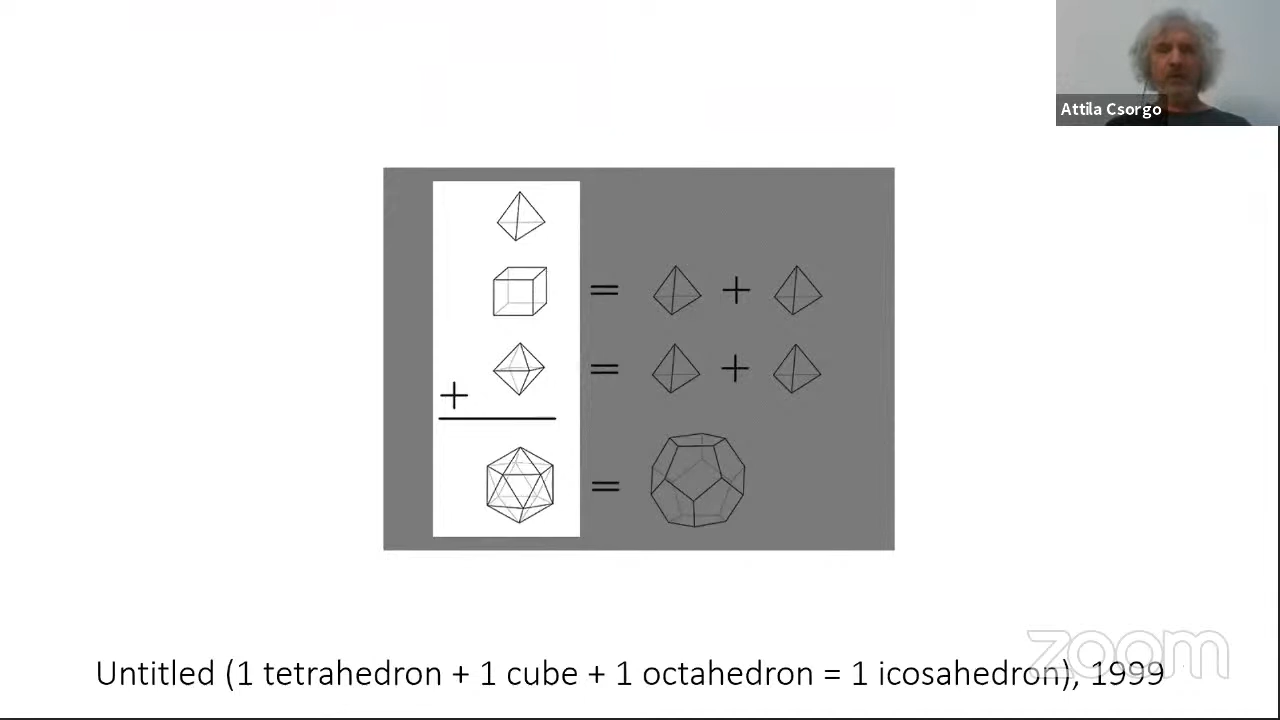 Attila Csorgo
=
+
=
+
+
=
zoom
Untitled (1 tetrahedron + 1 cube + 1 octahedron = 1 icosahedron), 1999